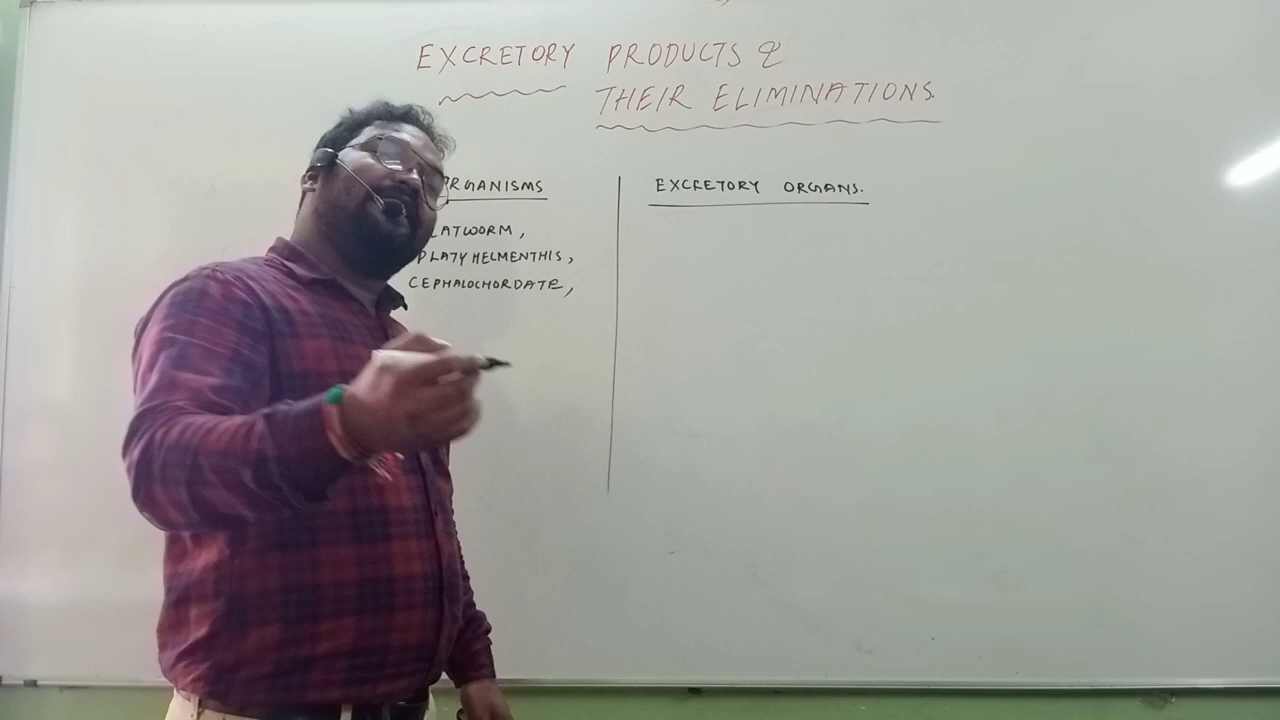 EXCRETORY PRODUCTS &
THEIR ELIMINATIONS.
RGANISMS
EXCRETORY ORGANS.
LATWORM,
PLATYHELMENTHIS,
CEPHALOCHORDATE,